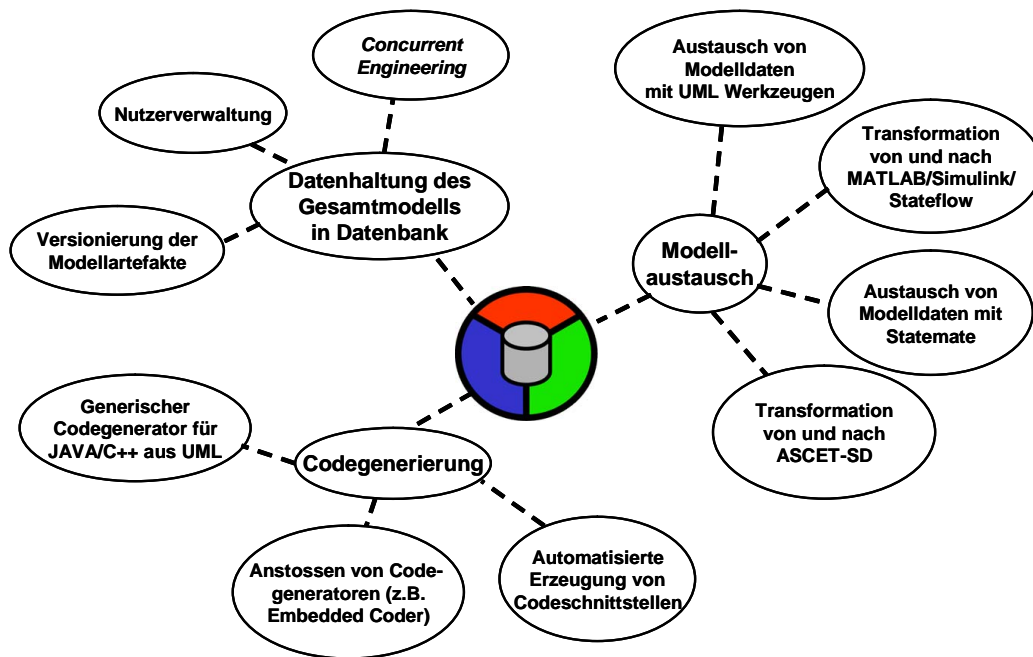 Concurrent
Engineering
Nutzerverwaltung
Datenhaltung des
Gesamtmodells
in Datenbank
Versionierung der
Modellartefakte
Austausch von
Modelldaten
mit UML Werkzeugen
Transformation
von und nach
MATLAB/Simulink/
Stateflow
Modell-
austausch
Austausch von
Modelldaten mit
Statemate
Transformation
von und nach
ASCET-SD
Generischer
Codegenerator für
JAVA/C++ aus UML
Codegenerierung
Anstossen von Code-
generatoren (z.B.
Embedded Coder)
Automatisierte
Erzeugung von
Codeschnittstellen